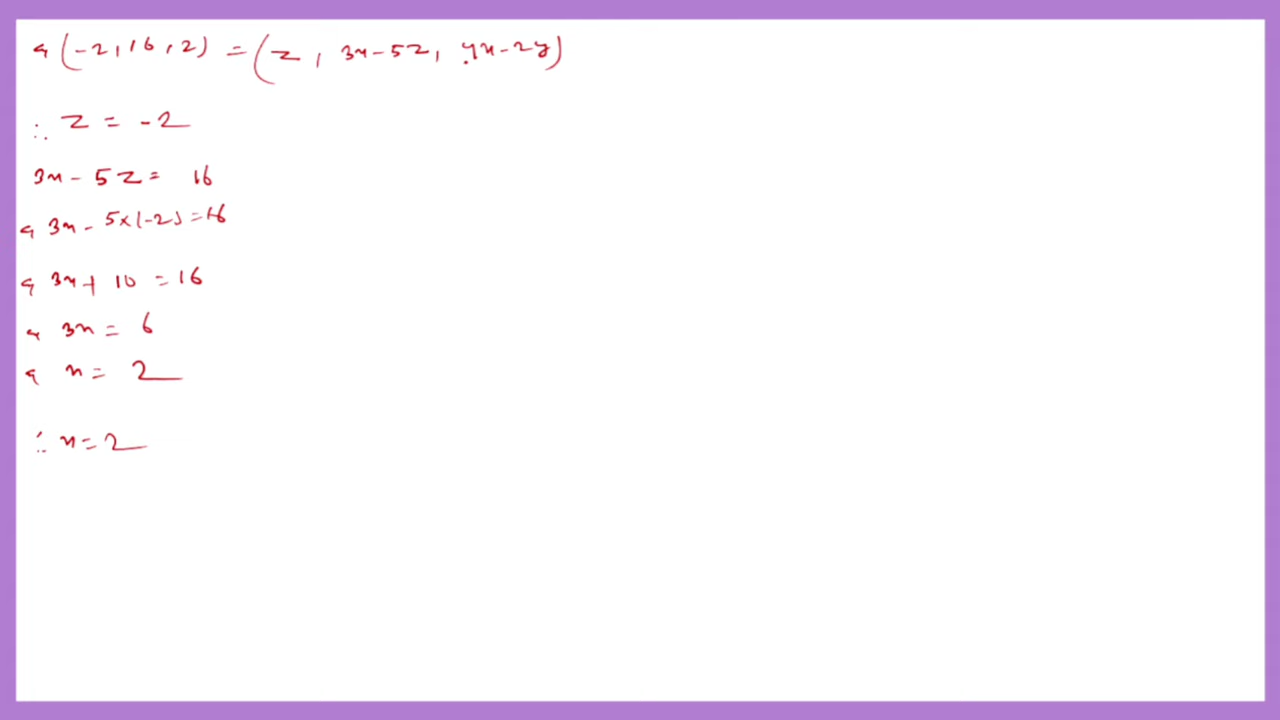 (-2, 16, 2) = (z, 3x-5z, 4x-2y)
∴ z = -2
3x - 5z = 16
3x - 5×(-2) = 16
3x + 10 = 16
3x = 6
x = 2
∴ x = 2